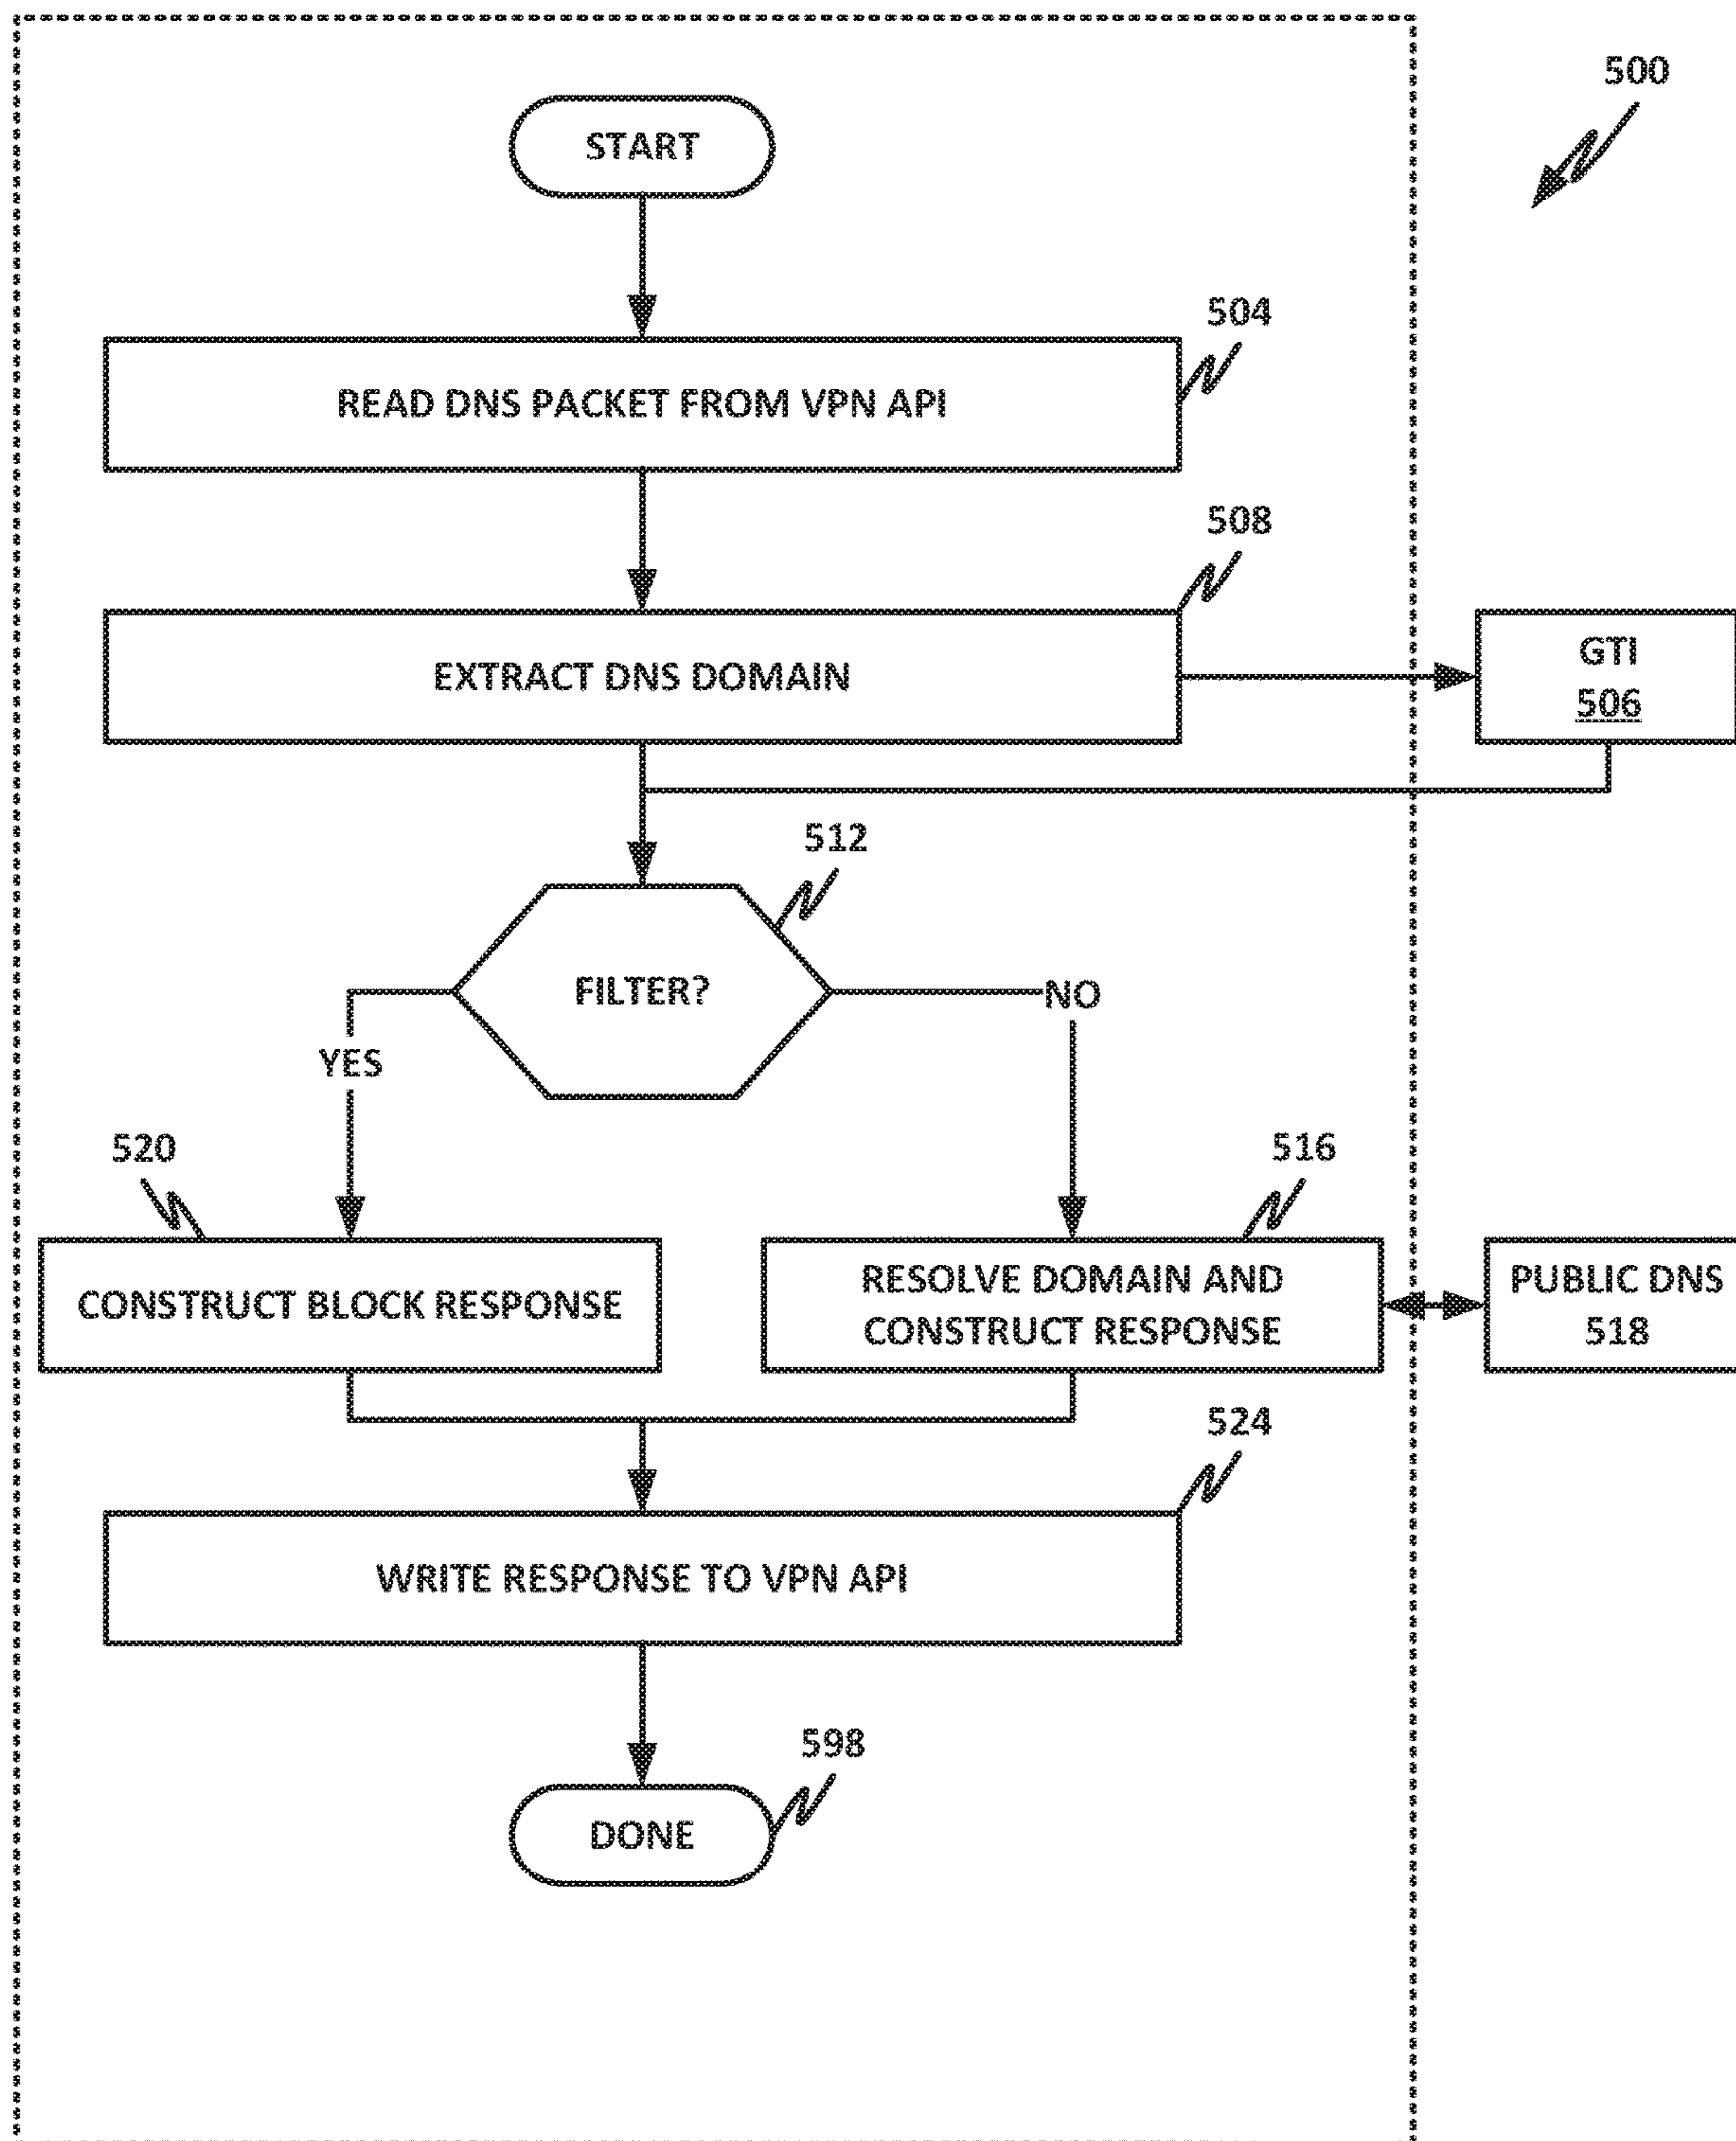 500
START
504
READ DNS PACKET FROM VPN API
508
EXTRACT DNS DOMAIN
GTI
506
512
FILTER?
NO
YES
520
516
CONSTRUCT BLOCK RESPONSE
RESOLVE DOMAIN AND
CONSTRUCT RESPONSE
PUBLIC DNS
518
524
WRITE RESPONSE TO VPN API
598
DONE